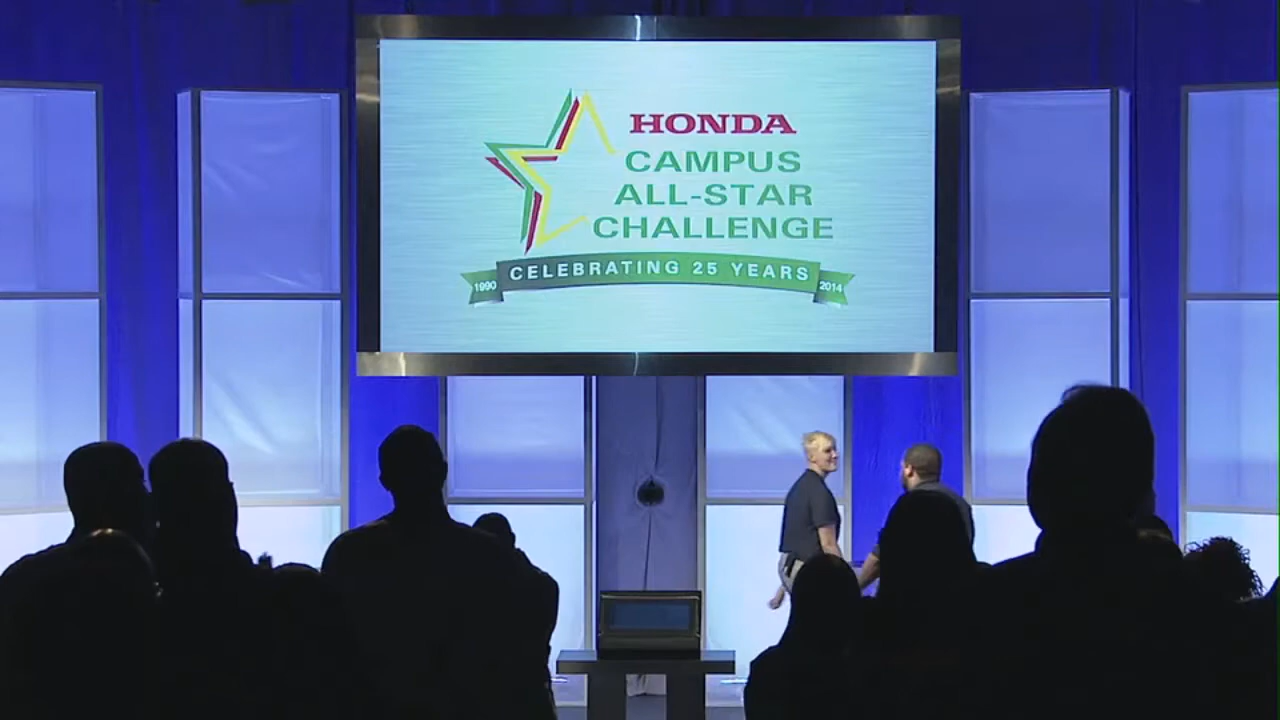 HONDA
CAMPUS
ALL-STAR
CHALLENGE
CELEBRATING 25 YEARS
1990
2014